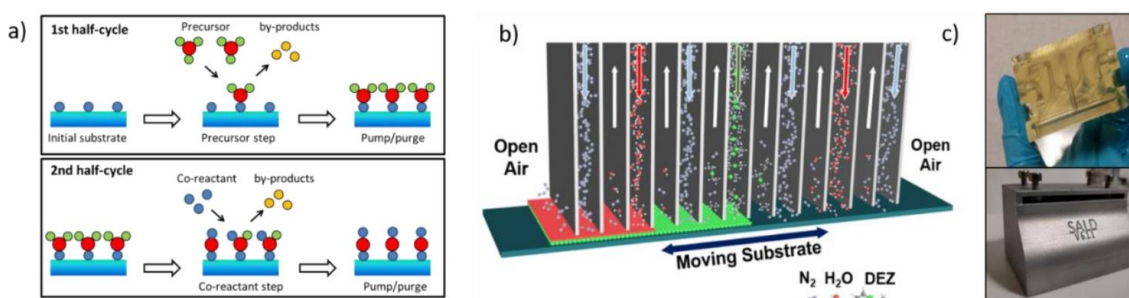 a)
1st half-cycle
Precursor
by-products
Initial substrate
Precursor step
Pump/purge
2nd half-cycle
Co-reactant
by-products
Co-reactant step
Pump/purge
b)
Open
Air
Open
Air
Moving Substrate
N₂ H₂O DEZ
c)
SALD